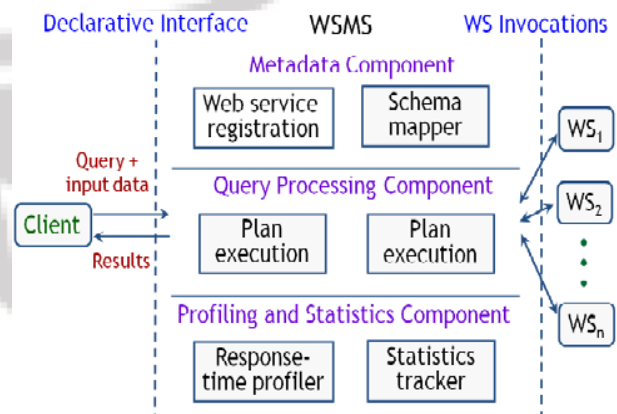 Declarative Interface WSMS WS Invocations
Metadata Component
Web service
registration
Schema
mapper
WS1
Query +
input data
Query Processing Component
WS2
Client
Plan
execution
Plan
execution
Results
Profiling and Statistics Component
WSn
Response-
time profiler
Statistics
tracker